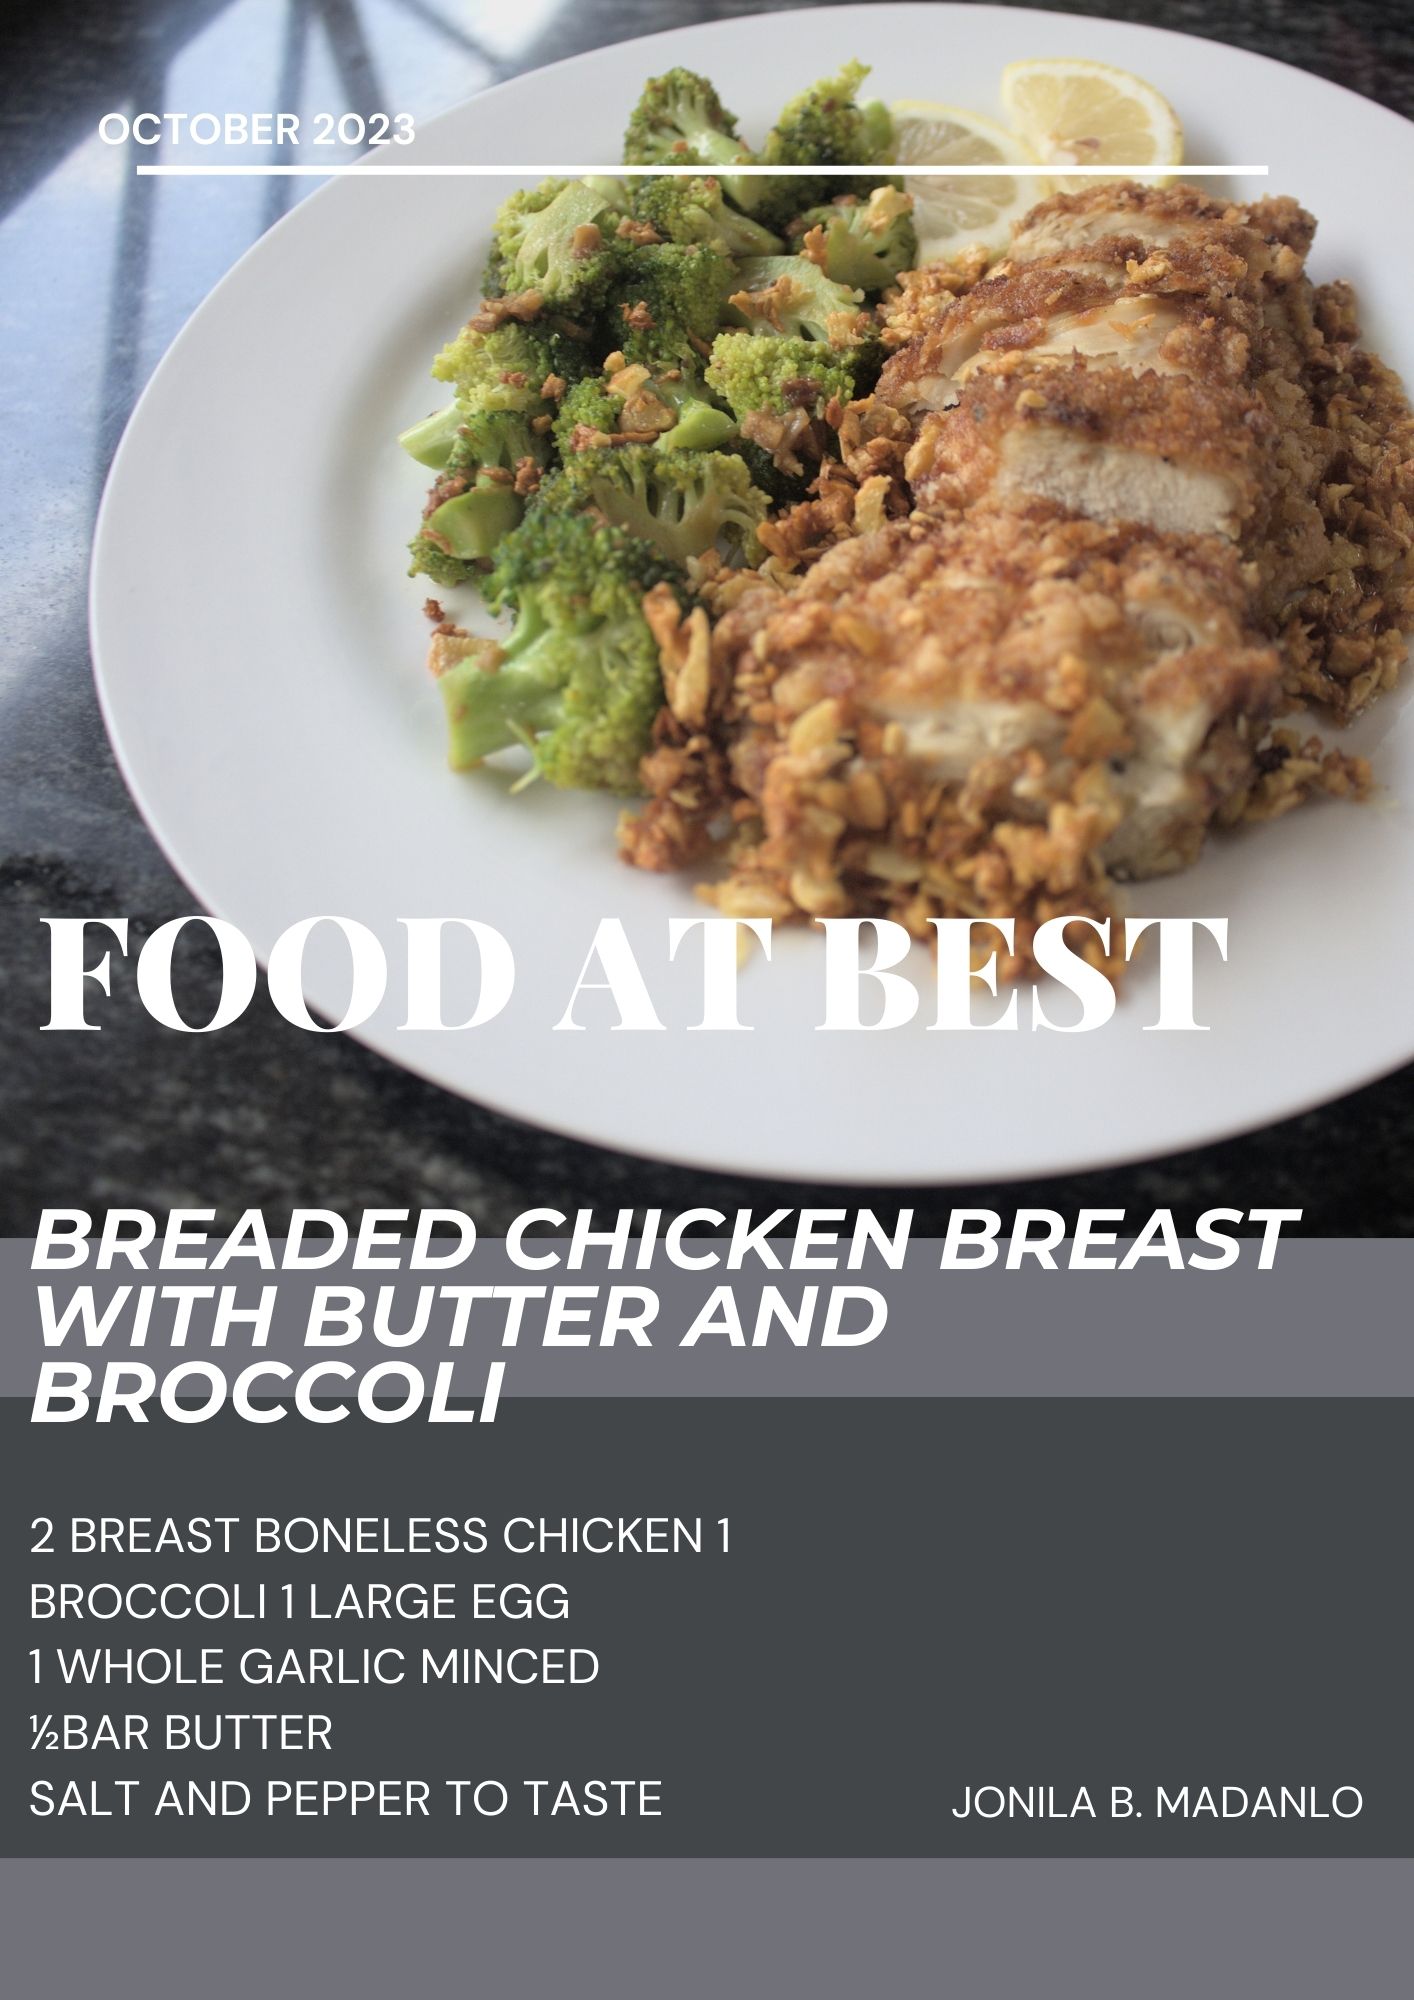 OCTOBER 2023
FOOD AT BEST
BREADED CHICKEN BREAST
WITH BUTTER AND
BROCCOLI
2 BREAST BONELESS CHICKEN 1
BROCCOLI 1 LARGE EGG
1 WHOLE GARLIC MINCED
½BAR BUTTER
SALT AND PEPPER TO TASTE
JONILA B. MADANLO